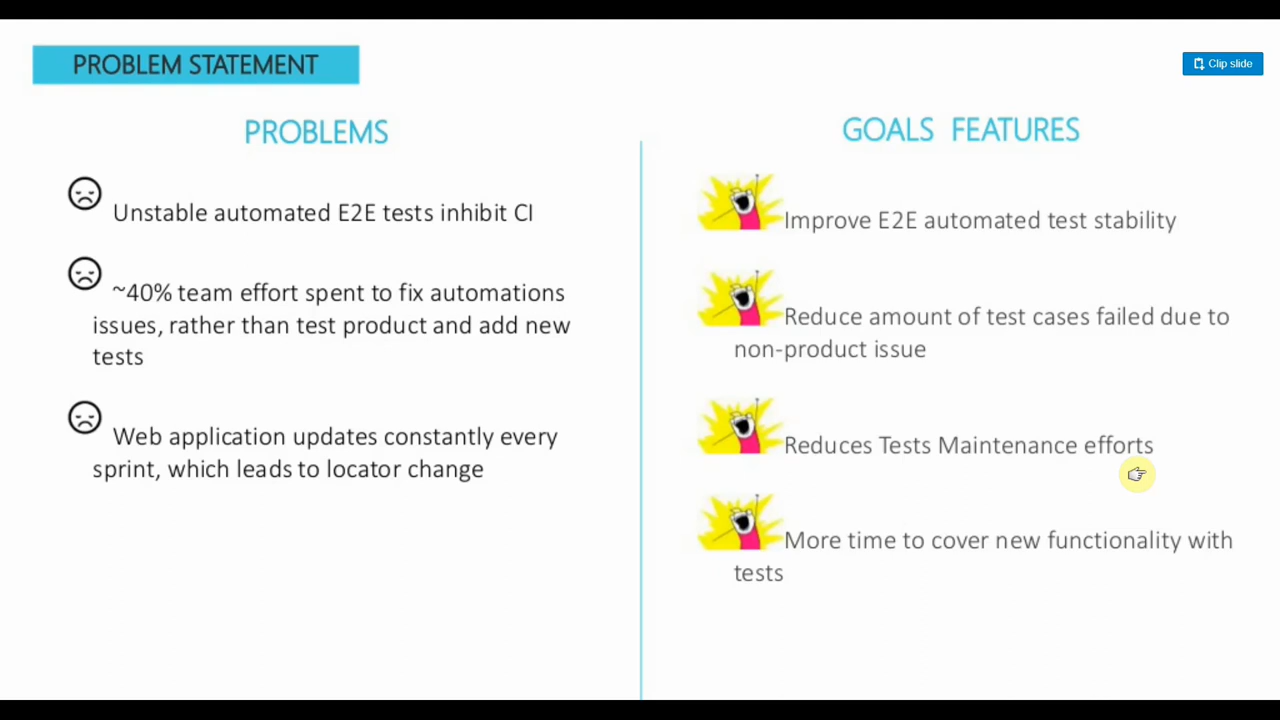 PROBLEM STATEMENT
Clip slide
PROBLEMS
Unstable automated E2E tests inhibit CI
~40% team effort spent to fix automations
issues, rather than test product and add new
tests
Web application updates constantly every
sprint, which leads to locator change
GOALS FEATURES
Improve E2E automated test stability
Reduce amount of test cases failed due to
non-product issue
Reduces Tests Maintenance efforts
More time to cover new functionality with
tests